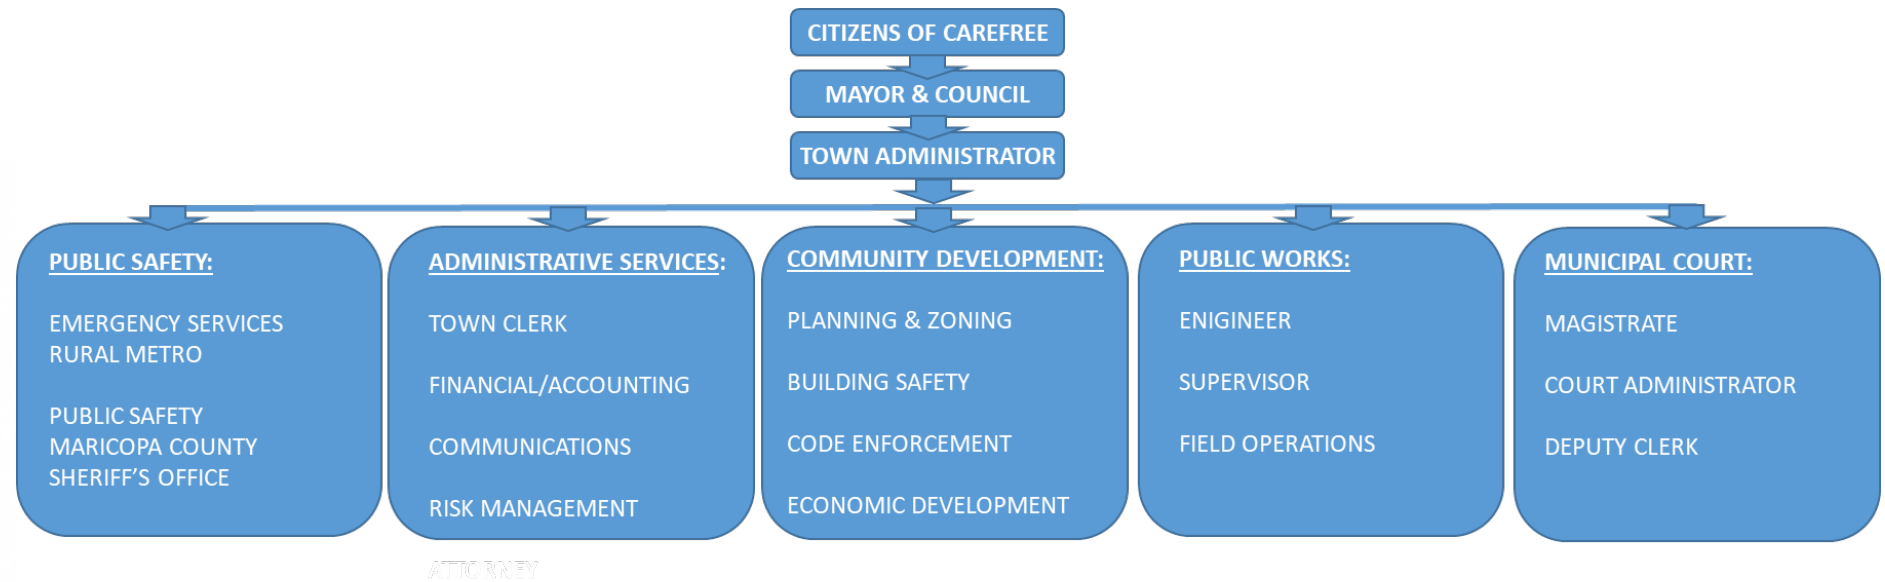 CITIZENS OF CAREFREE
MAYOR & COUNCIL
TOWN ADMINISTRATOR
PUBLIC SAFETY:
EMERGENCY SERVICES
RURAL METRO
PUBLIC SAFETY
MARICOPA COUNTY
SHERIFF'S OFFICE
ADMINISTRATIVE SERVICES:
TOWN CLERK
FINANCIAL/ACCOUNTING
COMMUNICATIONS
RISK MANAGEMENT
ATTORNEY
COMMUNITY DEVELOPMENT:
PLANNING & ZONING
BUILDING SAFETY
CODE ENFORCEMENT
ECONOMIC DEVELOPMENT
PUBLIC WORKS:
ENIGINEER
SUPERVISOR
FIELD OPERATIONS
MUNICIPAL COURT:
MAGISTRATE
COURT ADMINISTRATOR
DEPUTY CLERK